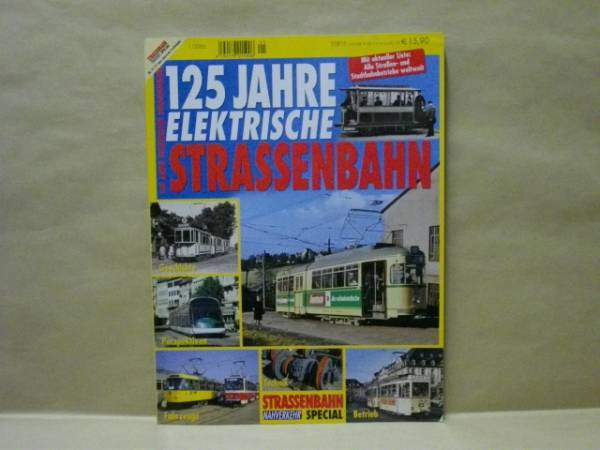 € 15,90
Mit aktueller Liste:
Alle Straßen- und
Stadtbahnbetriebe weltweit
125 JAHRE
ELEKTRISCHE
STRASSENBAHN
Geschichte
Perspektiven
Fahrzeuge
Technik
Betrieb
STRASSENBAHN
NAHVERKEHR SPECIAL